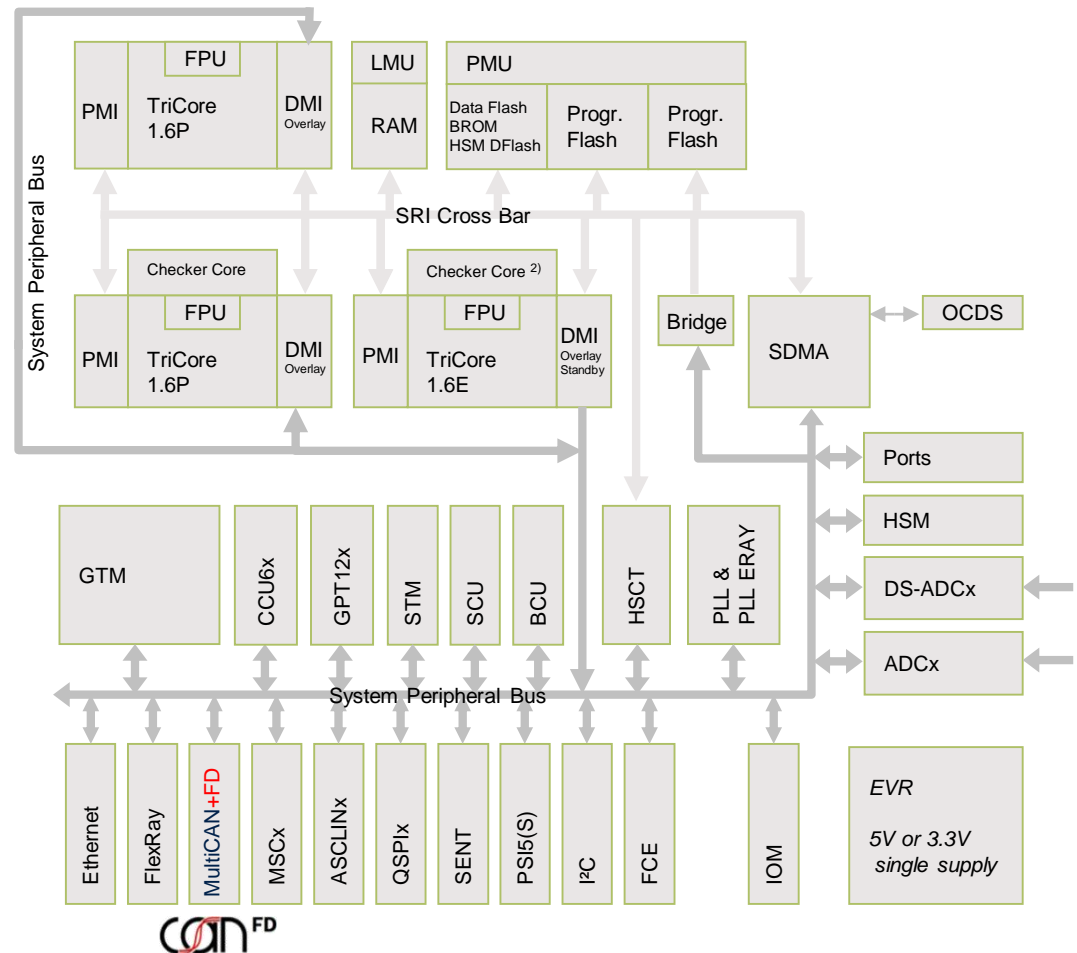 System Peripheral Bus
PMI
FPU
TriCore
1.6P
DMI
Overlay
LMU
RAM
PMU
Data Flash
BROM
HSM DFlash
Progr.
Flash
Progr.
Flash
SRI Cross Bar
Checker Core
PMI
FPU
TriCore
1.6P
DMI
Overlay
Checker Core 2)
PMI
FPU
TriCore
1.6E
DMI
Overlay
Standby
Bridge
SDMA
OCDS
Ports
HSM
DS-ADCx
ADCx
GTM
CCU6x
GPT12x
STM
SCU
BCU
HSCT
PLL &
PLL ERAY
System Peripheral Bus
Ethernet
FlexRay
MultiCAN+FD
MSCx
ASCLINx
QSPIx
SENT
PSI5(S)
I²C
FCE
IOM
EVR
5V or 3.3V
single supply
CAN FD